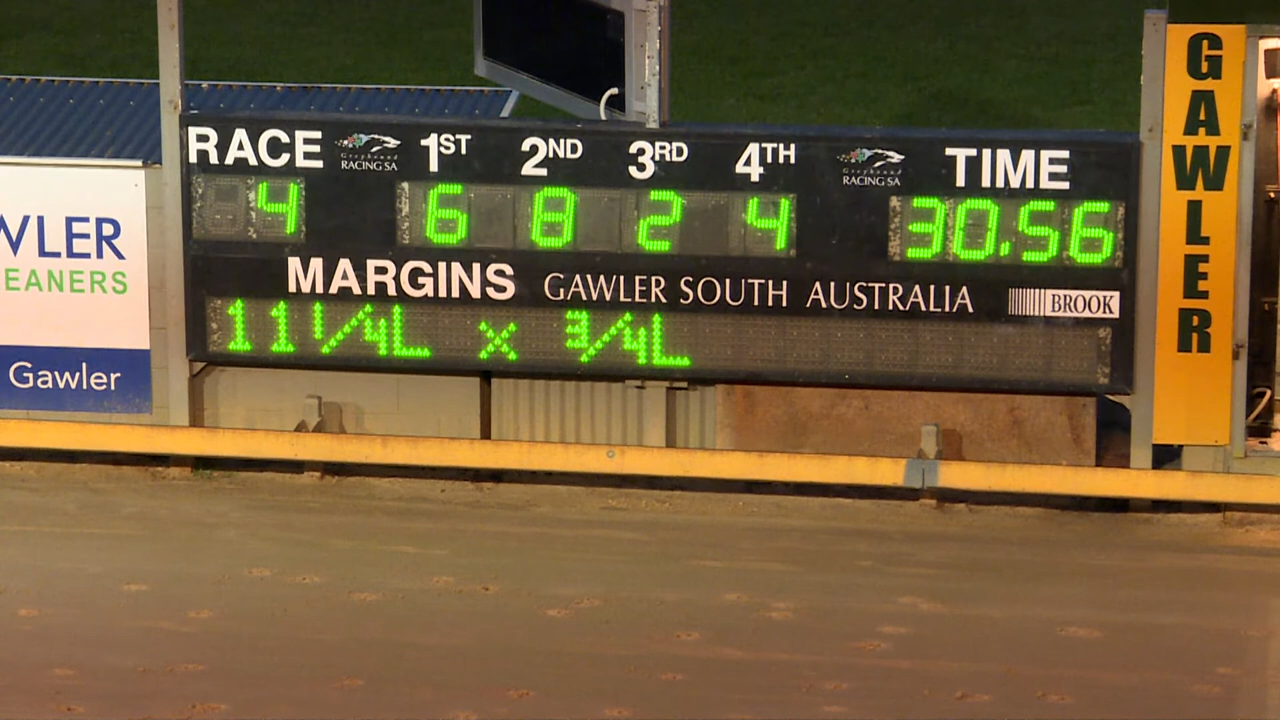 RACE Greyhound RACING SA 1ST 2ND 3RD 4TH Greyhound RACING SA TIME
4 6 8 2 4 30.56
MARGINS GAWLER SOUTH AUSTRALIA BROOK
11 1/4L x 3/4L
WLER
EANERS
Gawler
GAWLER